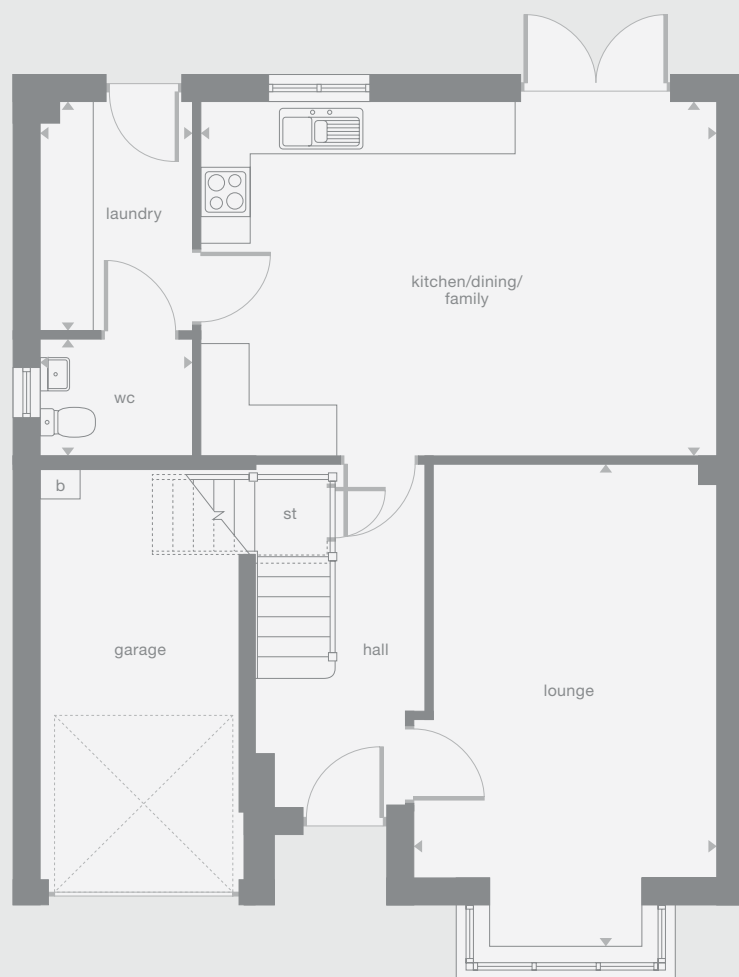 laundry
kitchen/dining/
family
wc
b
st
garage
hall
lounge